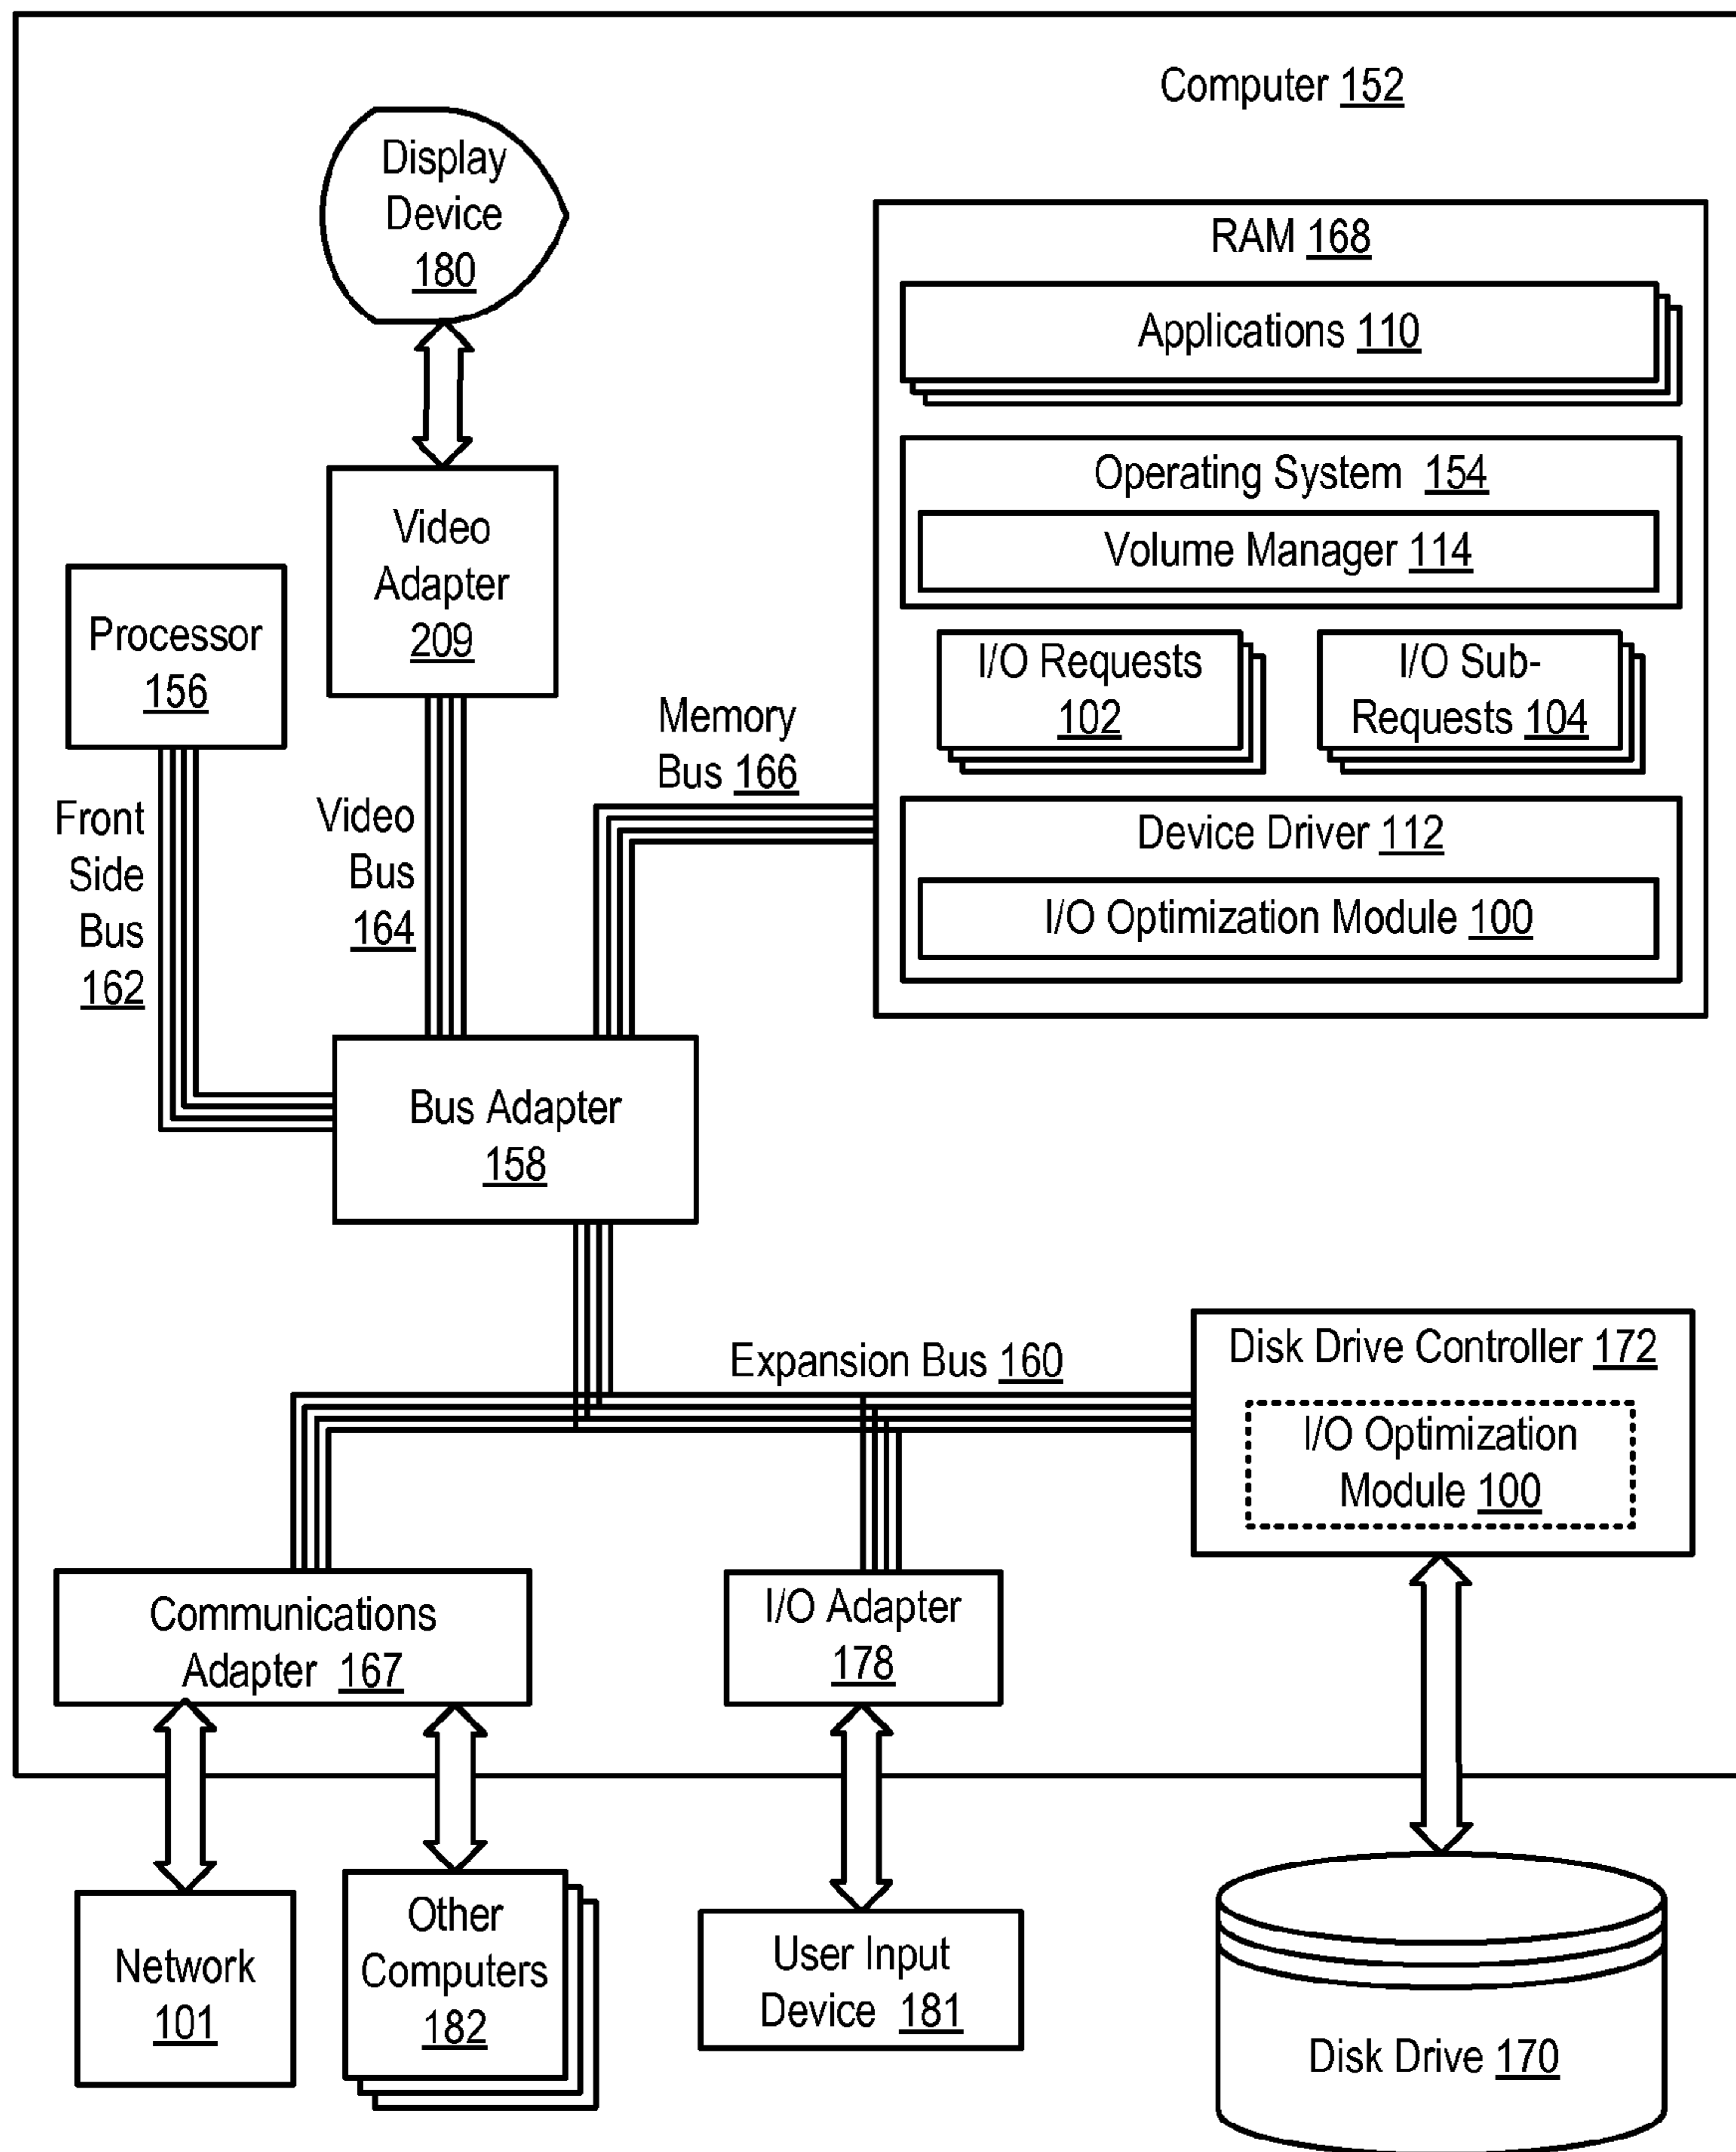 Computer 152
Display
Device
180
RAM 168
Applications 110
Operating System 154
Volume Manager 114
Video
Adapter
209
Processor
156
I/O Requests
102
I/O Sub-
Requests 104
Memory
Bus 166
Front
Side
Bus
162
Video
Bus
164
Device Driver 112
I/O Optimization Module 100
Bus Adapter
158
Expansion Bus 160
Disk Drive Controller 172
I/O Optimization
Module 100
Communications
Adapter 167
I/O Adapter
178
Network
101
Other
Computers
182
User Input
Device 181
Disk Drive 170